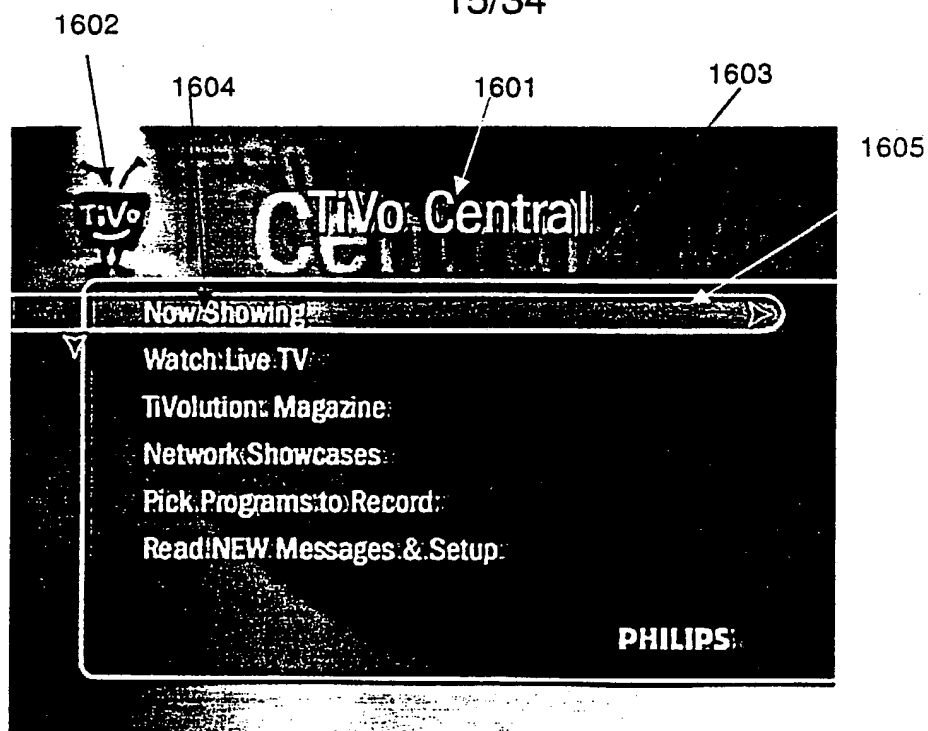 15/34
1602
1604
1601
1603
1605
TiVo
TiVo Central
Central
Now Showing
Watch Live TV
TiVolution Magazine
Network Showcases
Pick Programs to Record
Read NEW Messages & Setup
PHILIPS